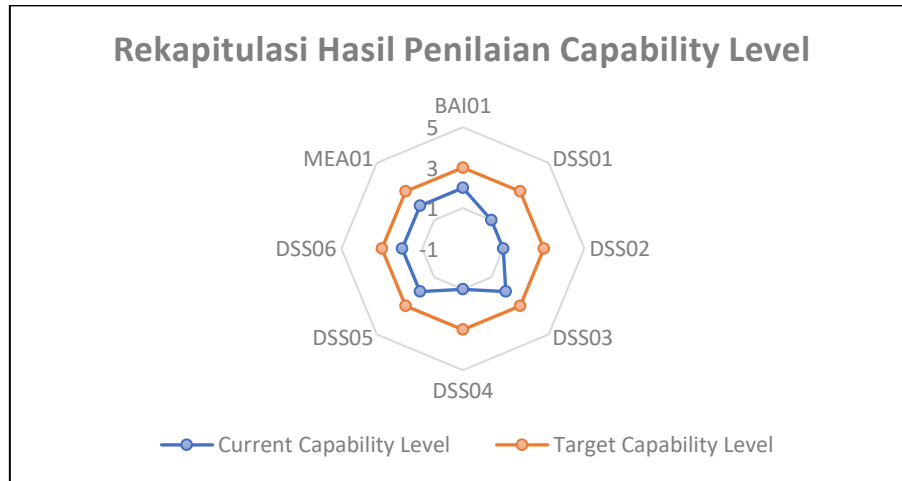 Rekapitulasi Hasil Penilaian Capability Level
BAI01
5
MEA01
DSS01
3
1
DSS06
-1
DSS02
DSS05
DSS03
DSS04
Current Capability Level
Target Capability Level